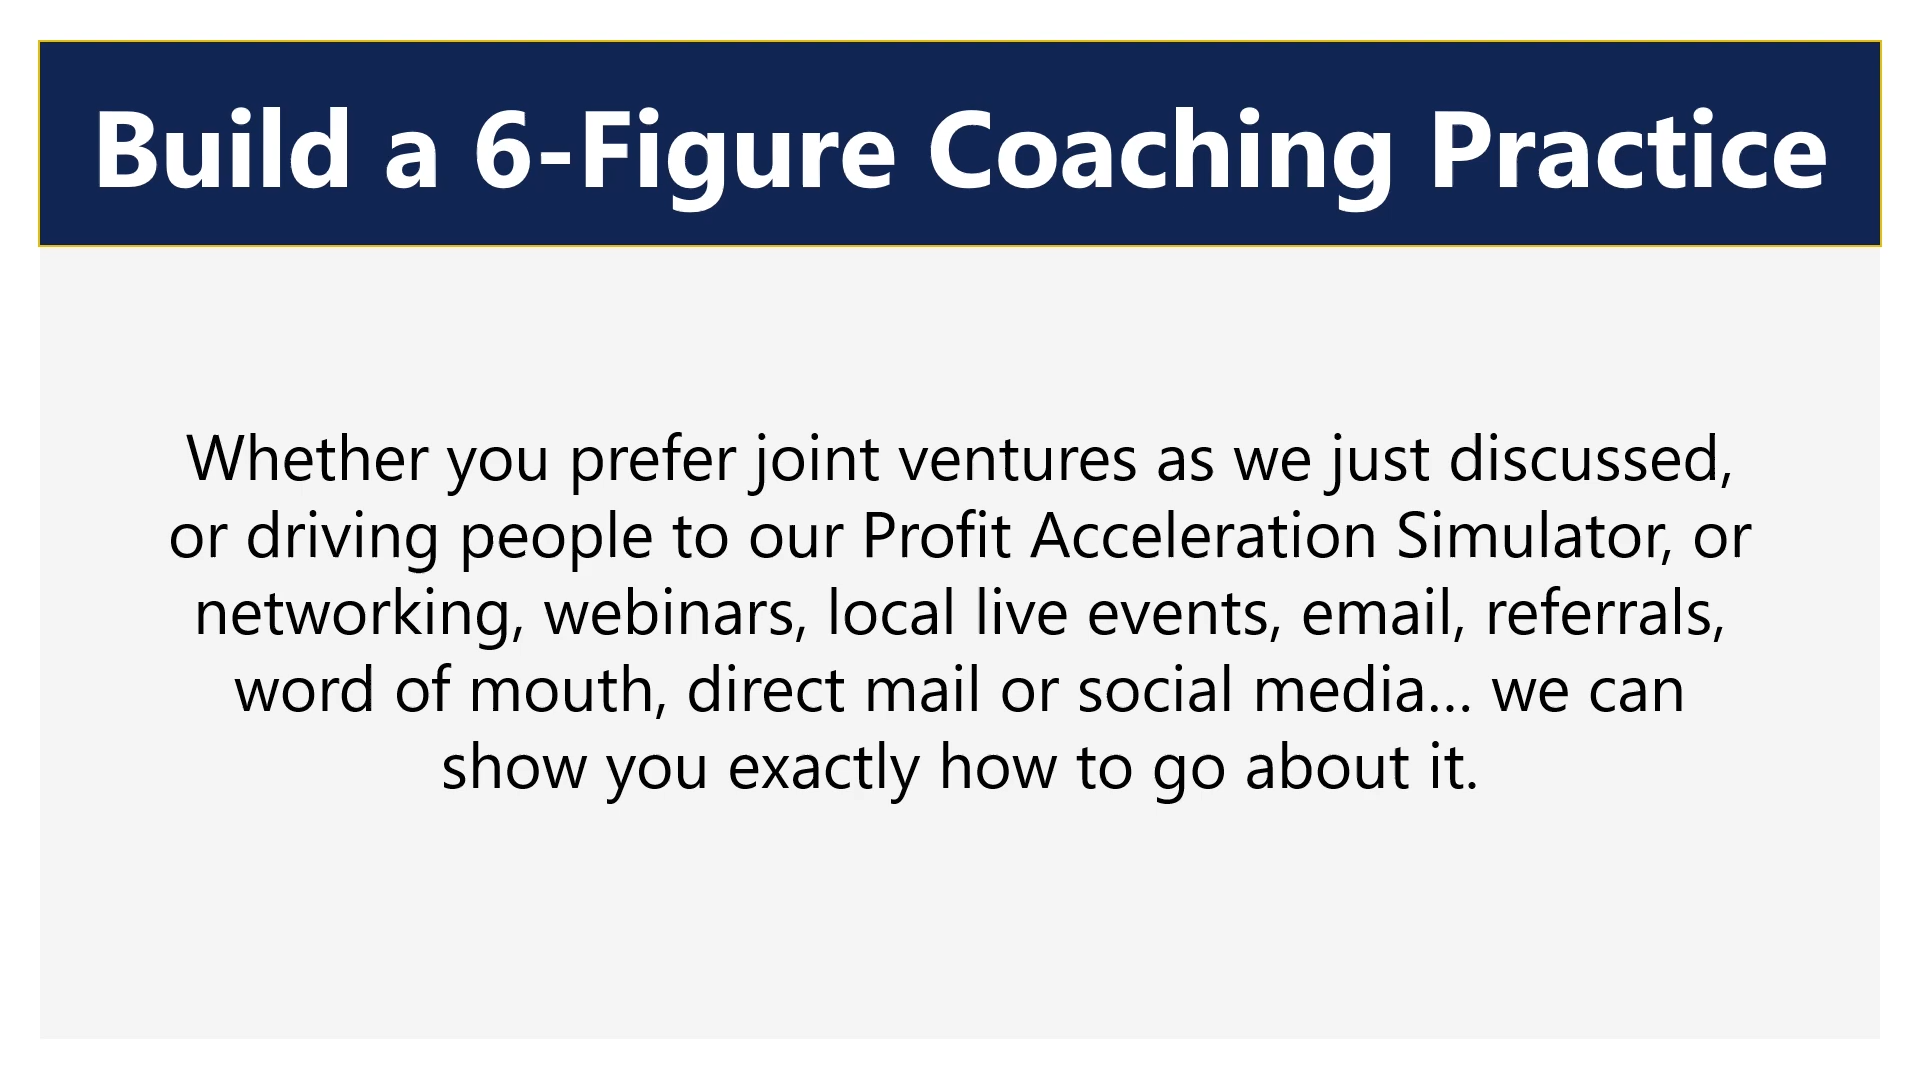 Build a 6-Figure Coaching Practice
Whether you prefer joint ventures as we just discussed,
or driving people to our Profit Acceleration Simulator, or
networking, webinars, local live events, email, referrals,
word of mouth, direct mail or social media... we can
show you exactly how to go about it.